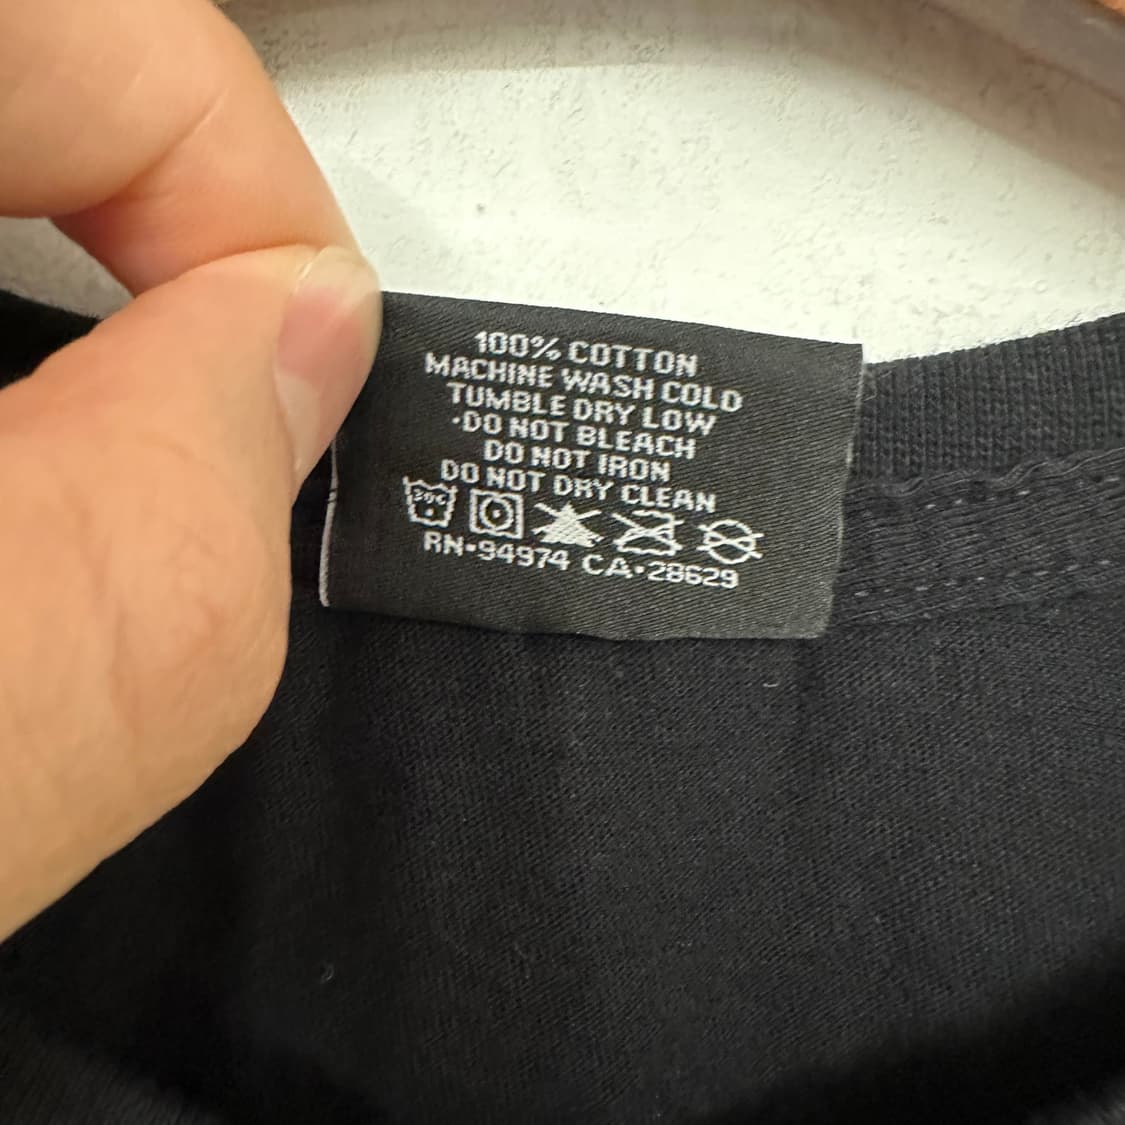 100% COTTON
MACHINE WASH COLD
TUMBLE DRY LOW
·DO NOT BLEACH
DO NOT IRON
DO NOT DRY CLEAN
30C
RN•94974 CA•28629